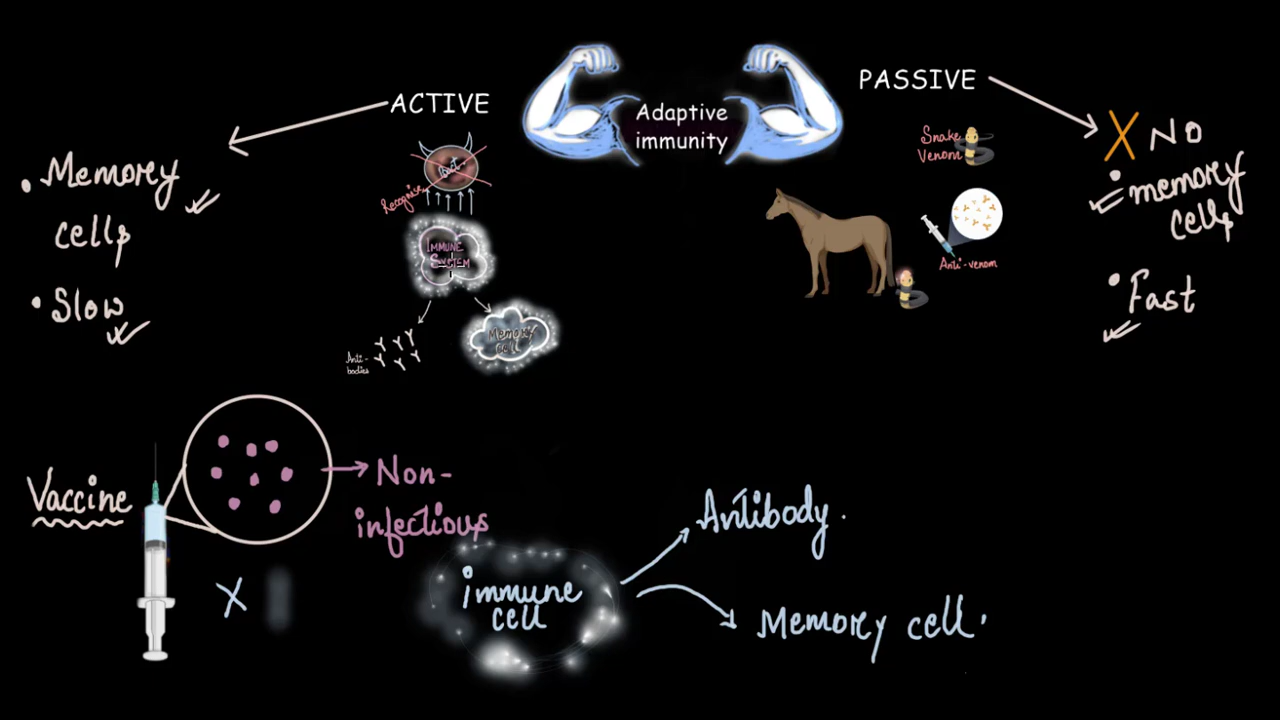 ACTIVE
Adaptive
immunity
PASSIVE
• Memory
cells
• Slow
Recognise
IMMUNE
SYSTEM
Anti-
bodies
Memory
cell
Snake
Venom
Anti-venom
X NO
• memory
cells
• Fast
Vaccine
Non-
infectious
X
immune
cell
Antibody.
Memory cell.